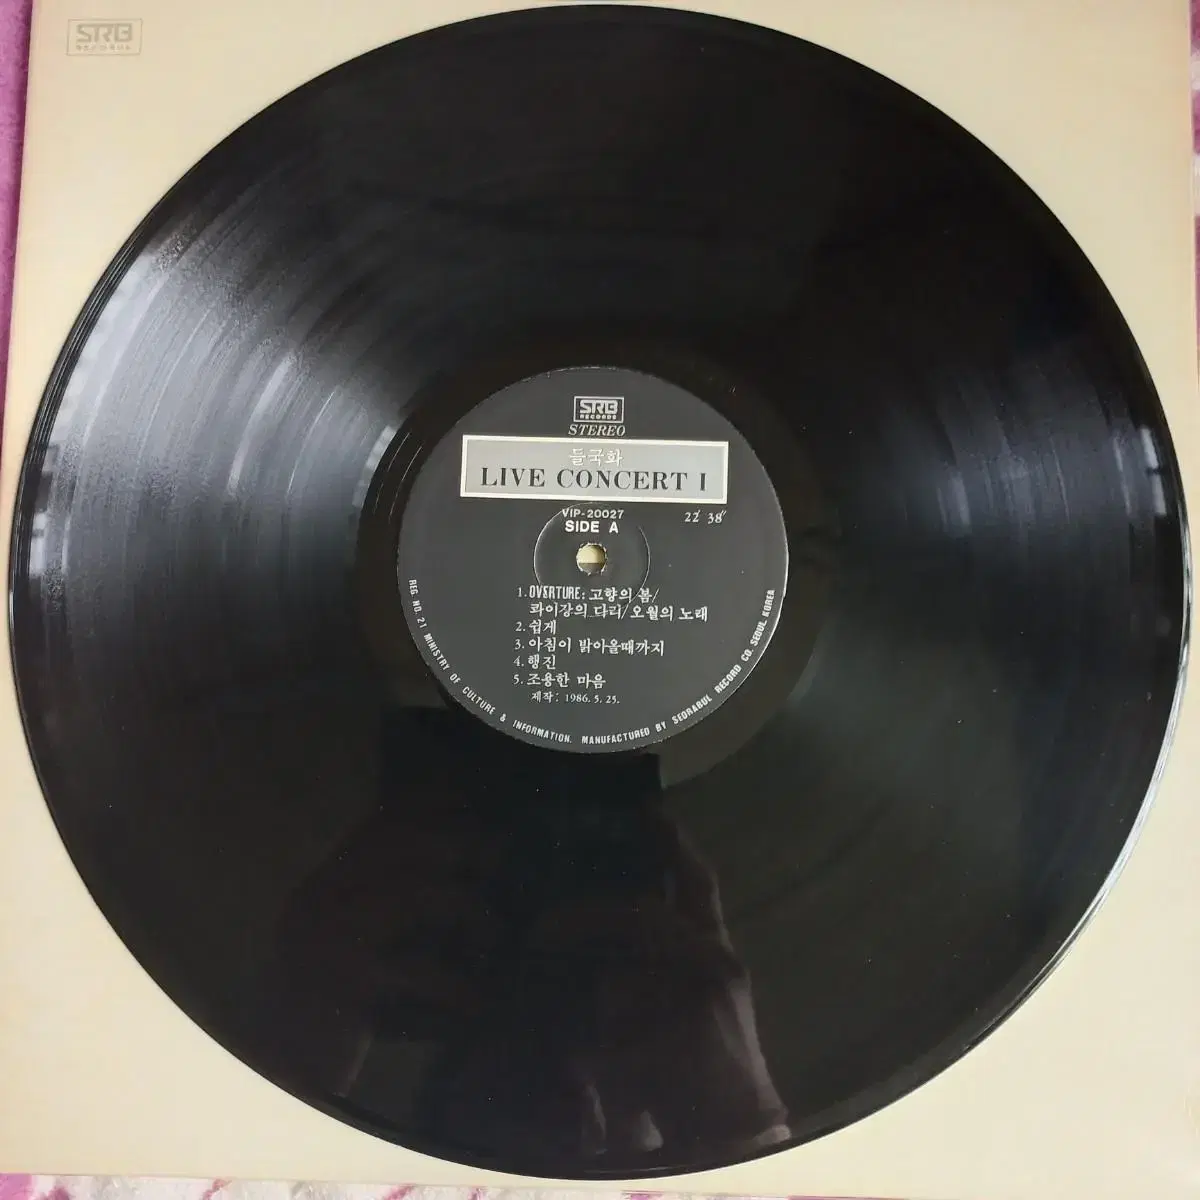 SRB
RECORDS
SRB
RECORDS
STEREO
들국화
LIVE CONCERT I
VIP-20027
SIDE A
22′ 38″
1. OVERTURE: 고향의 봄/
콰이강의 다리/오월의 노래
2. 쉽게
3. 아침이 밝아올때까지
4. 행진
5. 조용한 마음
제작: 1986. 5. 25.
REG. NO. 21 MINISTRY OF CULTURE & INFORMATION. MANUFACTURED BY SEORABUL RECORD CO. SEOUL KOREA